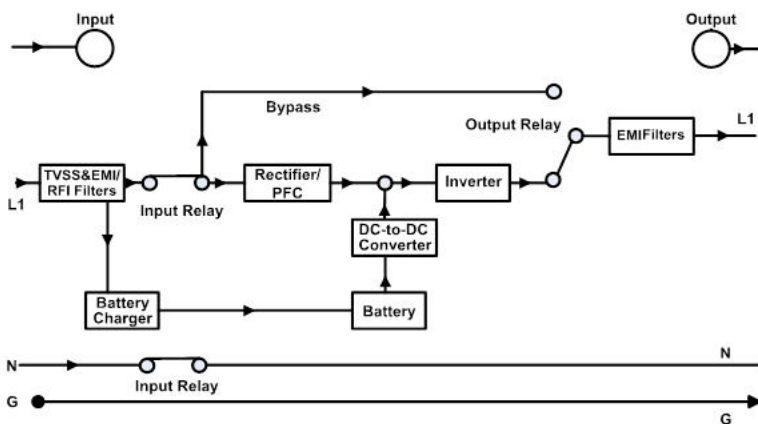 Input
Output
Bypass
Output Relay
L1
EMIFilters
TVSS&EMI/
RFI Filters
L1
Input Relay
Rectifier/
PFC
Inverter
DC-to-DC
Converter
Battery
Charger
Battery
N
Input Relay
N
G
G